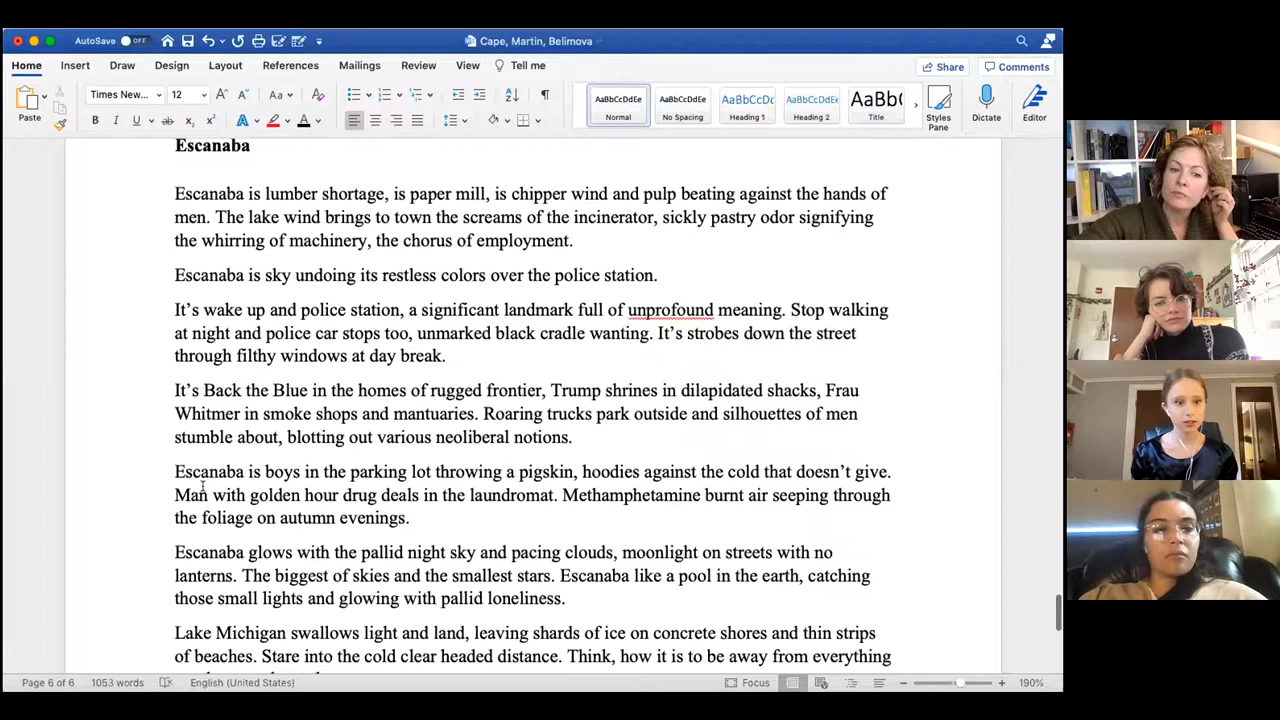 AutoSave OFF
Cape, Martin, Belimova
Home Insert Draw Design Layout References Mailings Review View Tell me
Share Comments
Paste
Times New... 12
Aa
B I U ab x₂ x²
A A
AaBbCcDdEe AaBbCcDdEe AaBbCcDc AaBbCcDdEe AaBb(
Normal No Spacing Heading 1 Heading 2 Title
Styles Pane
Dictate
Editor
Escanaba
Escanaba is lumber shortage, is paper mill, is chipper wind and pulp beating against the hands of
men. The lake wind brings to town the screams of the incinerator, sickly pastry odor signifying
the whirring of machinery, the chorus of employment.
Escanaba is sky undoing its restless colors over the police station.
It’s wake up and police station, a significant landmark full of unprofound meaning. Stop walking
at night and police car stops too, unmarked black cradle wanting. It’s strobes down the street
through filthy windows at day break.
It’s Back the Blue in the homes of rugged frontier, Trump shrines in dilapidated shacks, Frau
Whitmer in smoke shops and mantuaries. Roaring trucks park outside and silhouettes of men
stumble about, blotting out various neoliberal notions.
Escanaba is boys in the parking lot throwing a pigskin, hoodies against the cold that doesn’t give.
Man with golden hour drug deals in the laundromat. Methamphetamine burnt air seeping through
the foliage on autumn evenings.
Escanaba glows with the pallid night sky and pacing clouds, moonlight on streets with no
lanterns. The biggest of skies and the smallest stars. Escanaba like a pool in the earth, catching
those small lights and glowing with pallid loneliness.
Lake Michigan swallows light and land, leaving shards of ice on concrete shores and thin strips
of beaches. Stare into the cold clear headed distance. Think, how it is to be away from everything
Page 6 of 6 1053 words English (United States) Focus 190%